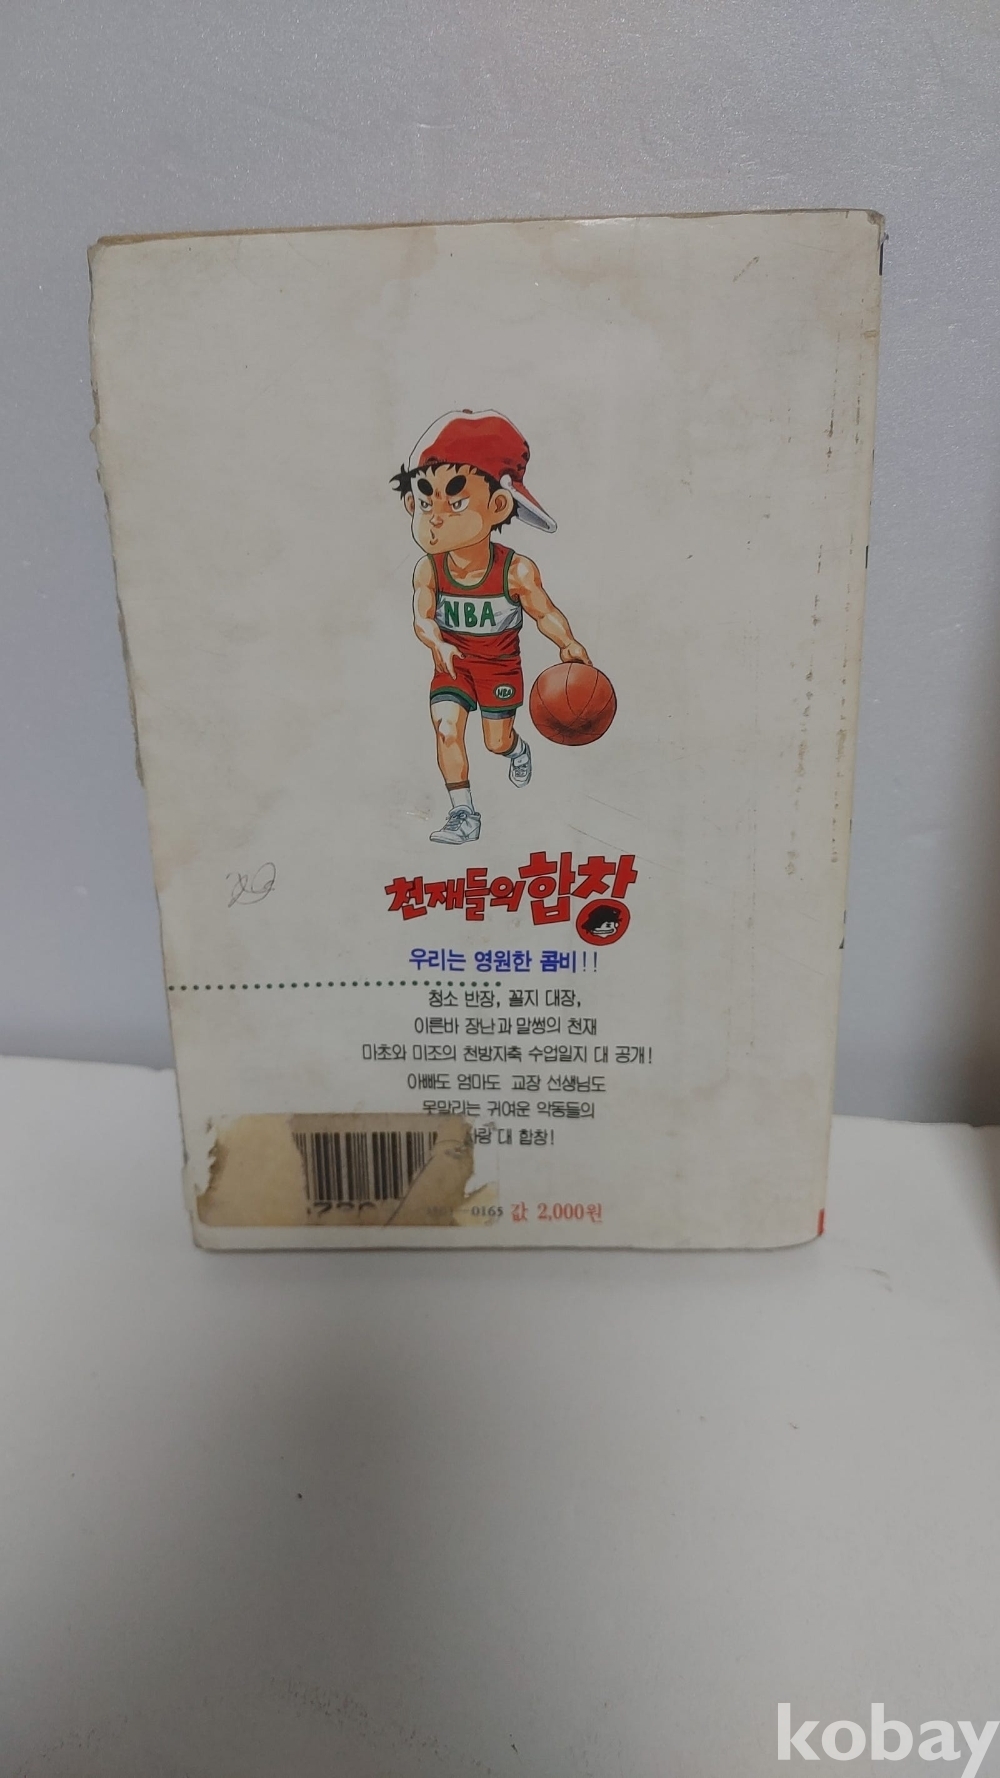 NBA
NBA
천재들의 합창
우리는 영원한 콤비!!
청소 반장, 꼴지 대장,
이른바 장난과 말썽의 천재
마초와 미조의 천방지축 수업일지 대 공개!
아빠도 엄마도 교장 선생님도
못말리는 귀여운 악동들의
사랑 대 합창!
0165 값 2,000원
kobay